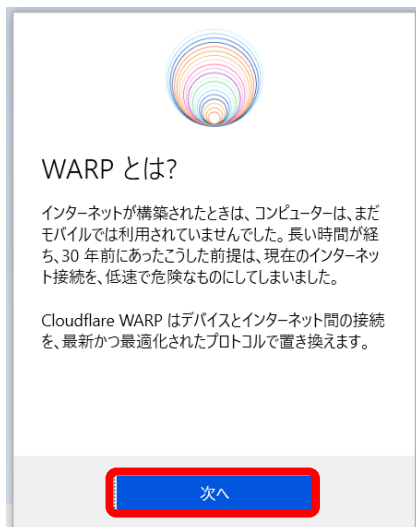 WARP とは?
インターネットが構築されたときは、コンピューターは、まだ
モバイルでは利用されていませんでした。長い時間が経
ち、30 年前にあったこうした前提は、現在のインターネッ
ト接続を、低速で危険なものにしてしまいました。
Cloudflare WARP はデバイスとインターネット間の接続
を、最新かつ最適化されたプロトコルで置き換えます。
次へ